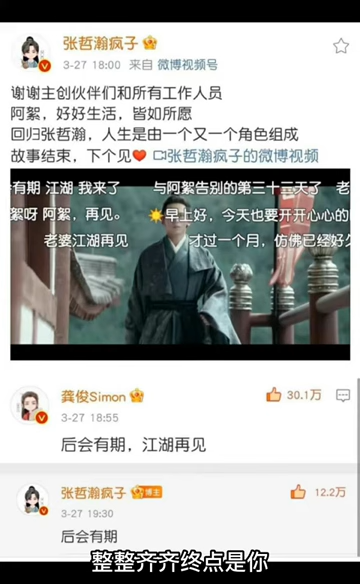 张哲瀚疯子
3-27 18:00 来自 微博视频号
谢谢主创伙伴们和所有工作人员
阿絮，好好生活，皆如所愿
回归张哲瀚，人生是由一个又一个角色组成
故事结束，下个见❤️ 张哲瀚疯子的微博视频
会有期 江湖 我来了 与阿絮告别的第三十三天了 老
絮呀 阿絮，再见。 ☀️早上好，今天也要开开心心的
老婆江湖再见 才过一个月，仿佛已经好久
龚俊Simon
30.1万
3-27 18:55
后会有期，江湖再见
张哲瀚疯子 博主
12.2万
3-27 19:30
后会有期
整整齐齐终点是你